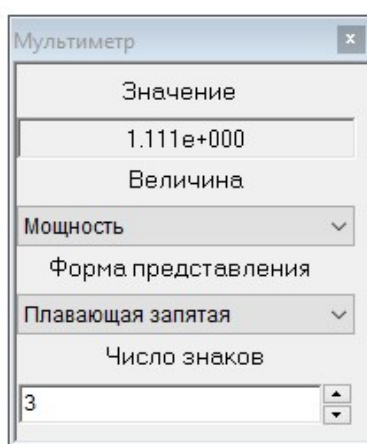 Мультиметр x
Значение
1.111e+000
Величина
Мощность
Форма представления
Плавающая запятая
Число знаков
3